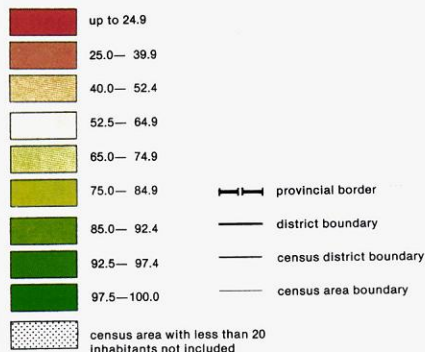 up to 24.9
25.0— 39.9
40.0— 52.4
52.5— 64.9
65.0— 74.9
75.0— 84.9
85.0— 92.4
92.5— 97.4
97.5—100.0
census area with less than 20
inhabitants not included
provincial border
district boundary
census district boundary
census area boundary